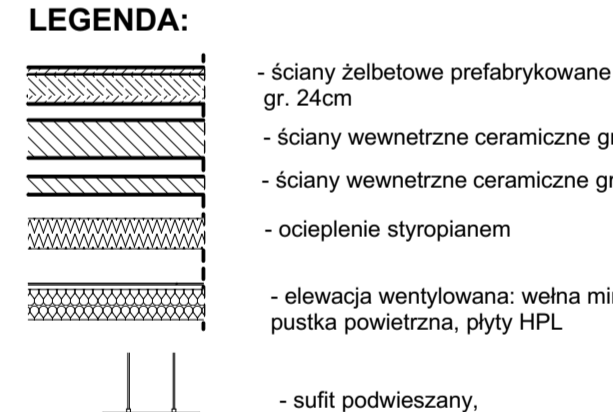 LEGENDA:
- ściany żelbetowe prefabrykowane
gr. 24cm
- ściany wewnetrzne ceramiczne
- ściany wewnetrzne ceramiczne
- ocieplenie styropianem
- elewacja wentylowana: wełna
pustka powietrzna, płyty HPL
- sufit podwieszany,